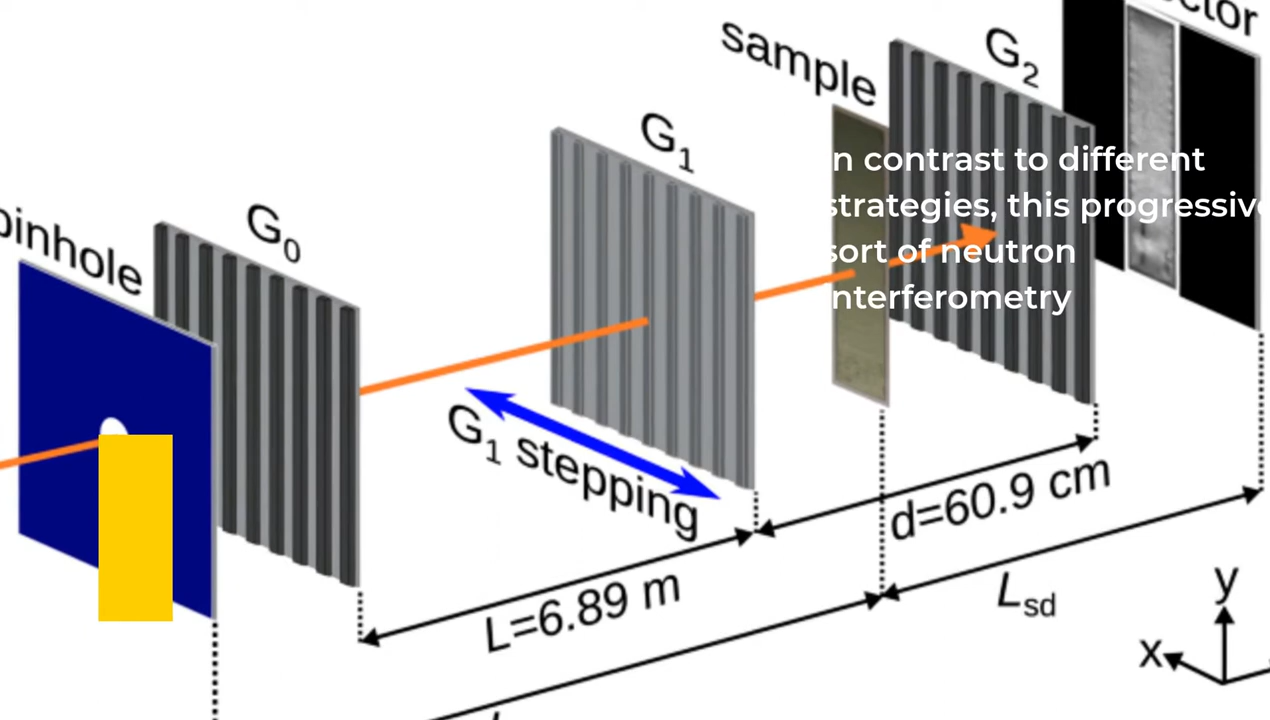 sample
G2
G1
n contrast to different
strategies, this progressive
sort of neutron
nterferometry
G0
pinhole
G1 stepping
d=60.9 cm
L=6.89 m
Lsd
y
x